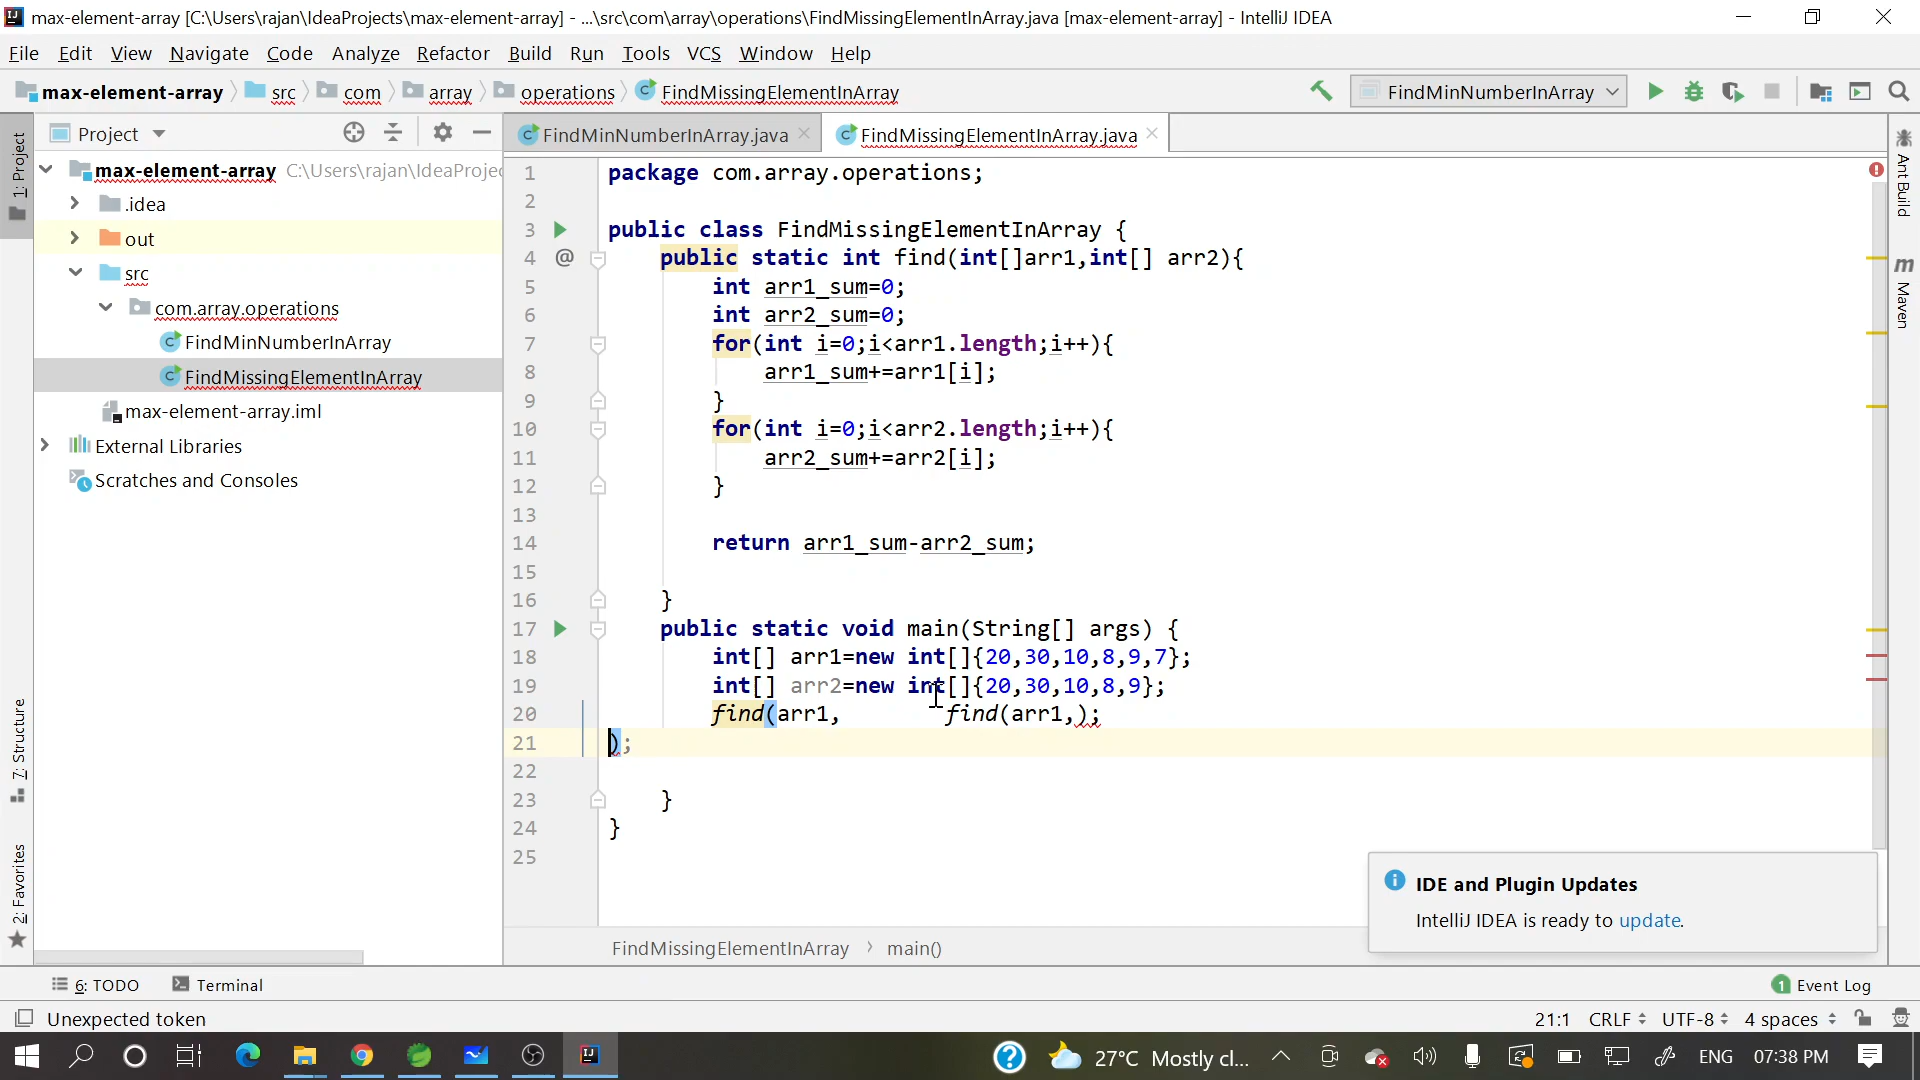 max-element-array [C:\Users\rajan\IdeaProjects\max-element-array] - ...\src\com\array\operations\FindMissingElementInArray.java [max-element-array] - IntelliJ IDEA
File Edit View Navigate Code Analyze Refactor Build Run Tools VCS Window Help
max-element-array src com array operations FindMissingElementInArray FindMinNumberInArray
Project
FindMinNumberInArray.java FindMissingElementInArray.java
1: Project
max-element-array C:\Users\rajan\IdeaProjec
.idea
out
src
com.array.operations
FindMinNumberInArray
FindMissingElementInArray
max-element-array.iml
External Libraries
Scratches and Consoles
7: Structure
2: Favorites
1 package com.array.operations;
2
3 public class FindMissingElementInArray {
4 @ public static int find(int[]arr1,int[] arr2){
5 int arr1_sum=0;
6 int arr2_sum=0;
7 for(int i=0;i<arr1.length;i++){
8 arr1_sum+=arr1[i];
9 }
10 for(int i=0;i<arr2.length;i++){
11 arr2_sum+=arr2[i];
12 }
13
14 return arr1_sum-arr2_sum;
15
16 }
17 public static void main(String[] args) {
18 int[] arr1=new int[]{20,30,10,8,9,7};
19 int[] arr2=new int[]{20,30,10,8,9};
20 find(arr1, find(arr1,);
21 );
22
23 }
24 }
25
Ant Build
Maven
IDE and Plugin Updates
IntelliJ IDEA is ready to update.
FindMissingElementInArray main()
6: TODO Terminal 1 Event Log
Unexpected token 21:1 CRLF UTF-8 4 spaces
27°C Mostly cl... ENG 07:38 PM